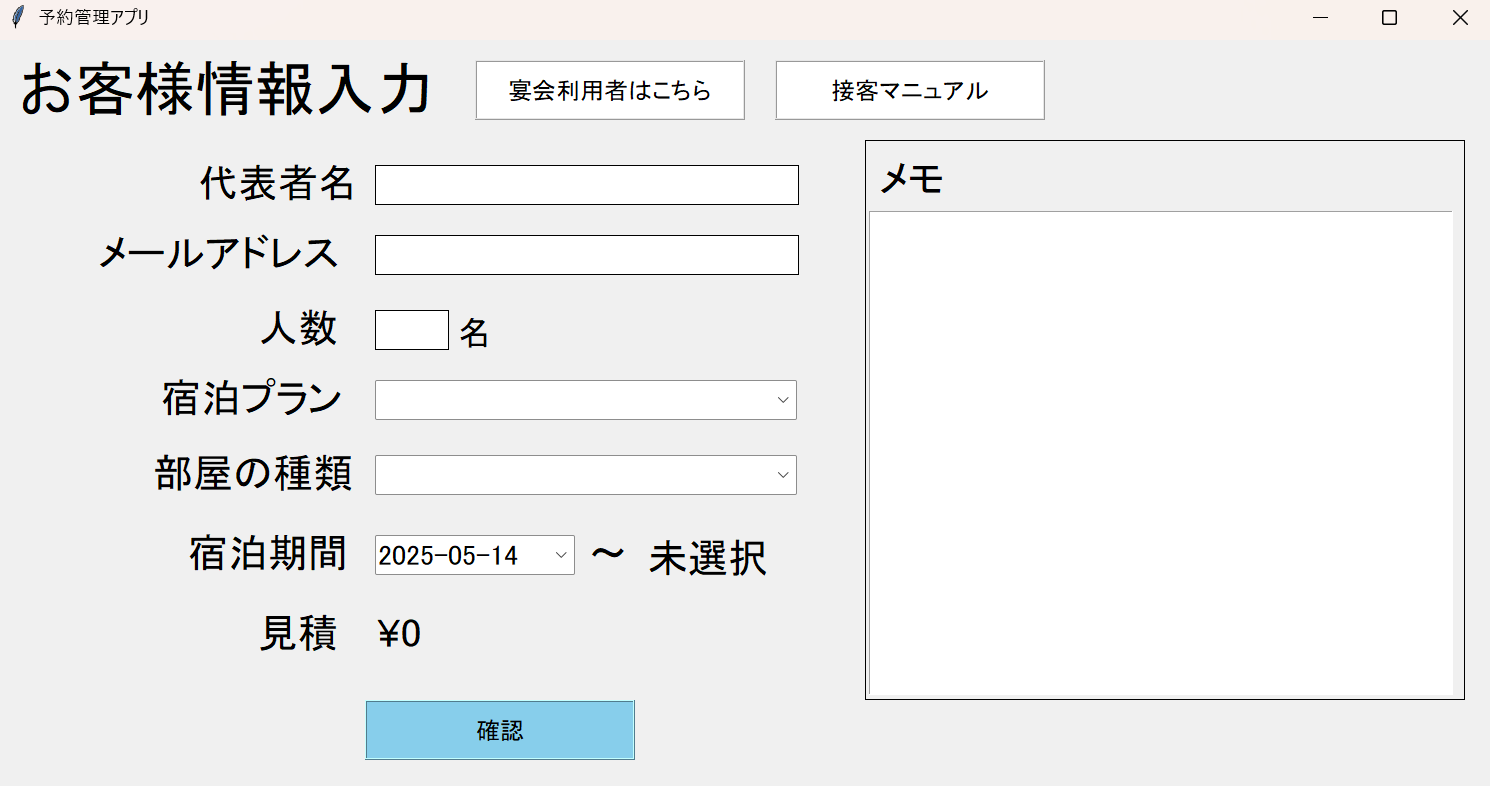 予約管理アプリ
お客様情報入力
宴会利用者はこちら
接客マニュアル
代表者名
メールアドレス
人数
名
宿泊プラン
部屋の種類
宿泊期間
2025-05-14
～
未選択
見積
¥0
確認
メモ